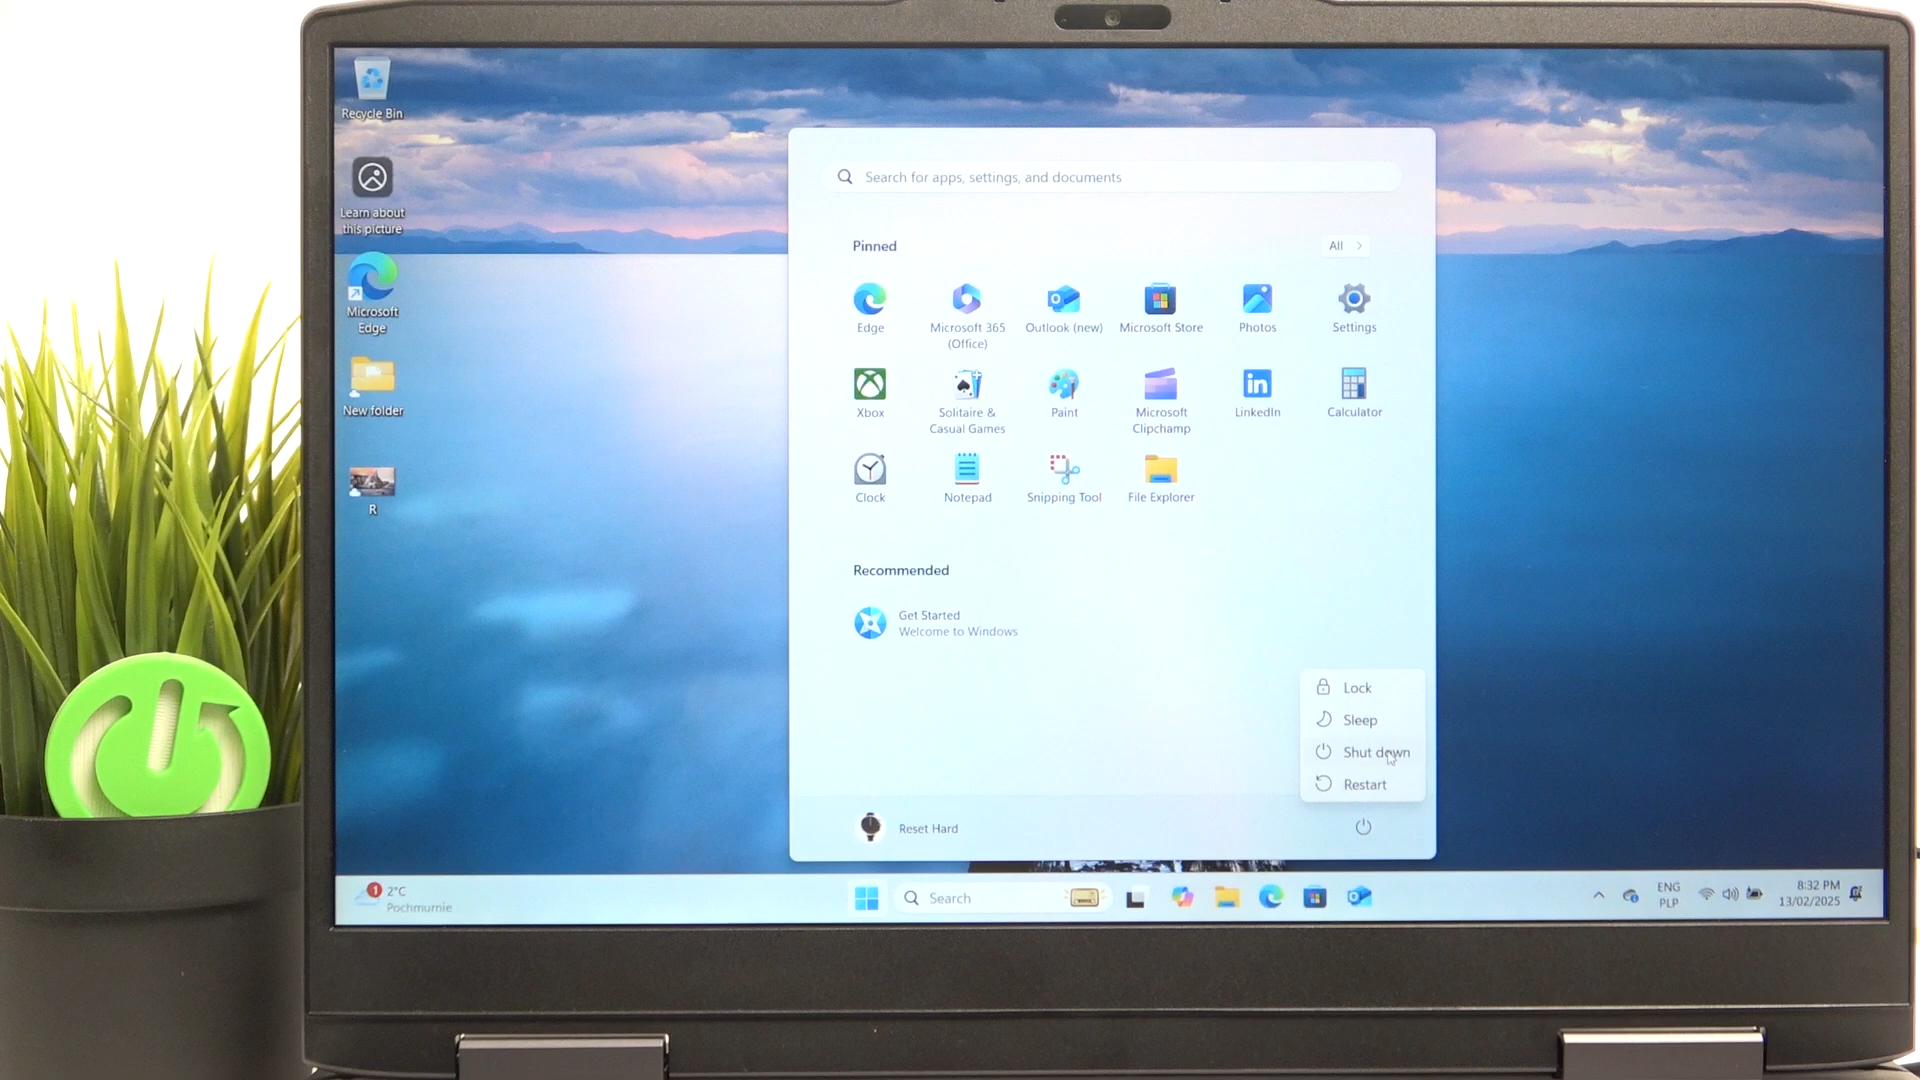 Recycle Bin
Learn about
this picture
Microsoft
Edge
New folder
R
Search for apps, settings, and documents
Pinned
All
Edge
Microsoft 365
(Office)
Outlook (new)
Microsoft Store
Photos
Settings
Xbox
Solitaire &
Casual Games
Paint
Microsoft
Clipchamp
LinkedIn
Calculator
Clock
Notepad
Snipping Tool
File Explorer
Recommended
Get Started
Welcome to Windows
Lock
Sleep
Shut down
Restart
Reset Hard
1
2°C
Pochmurnie
Search
ENG
PLP
8:32 PM
13/02/2025